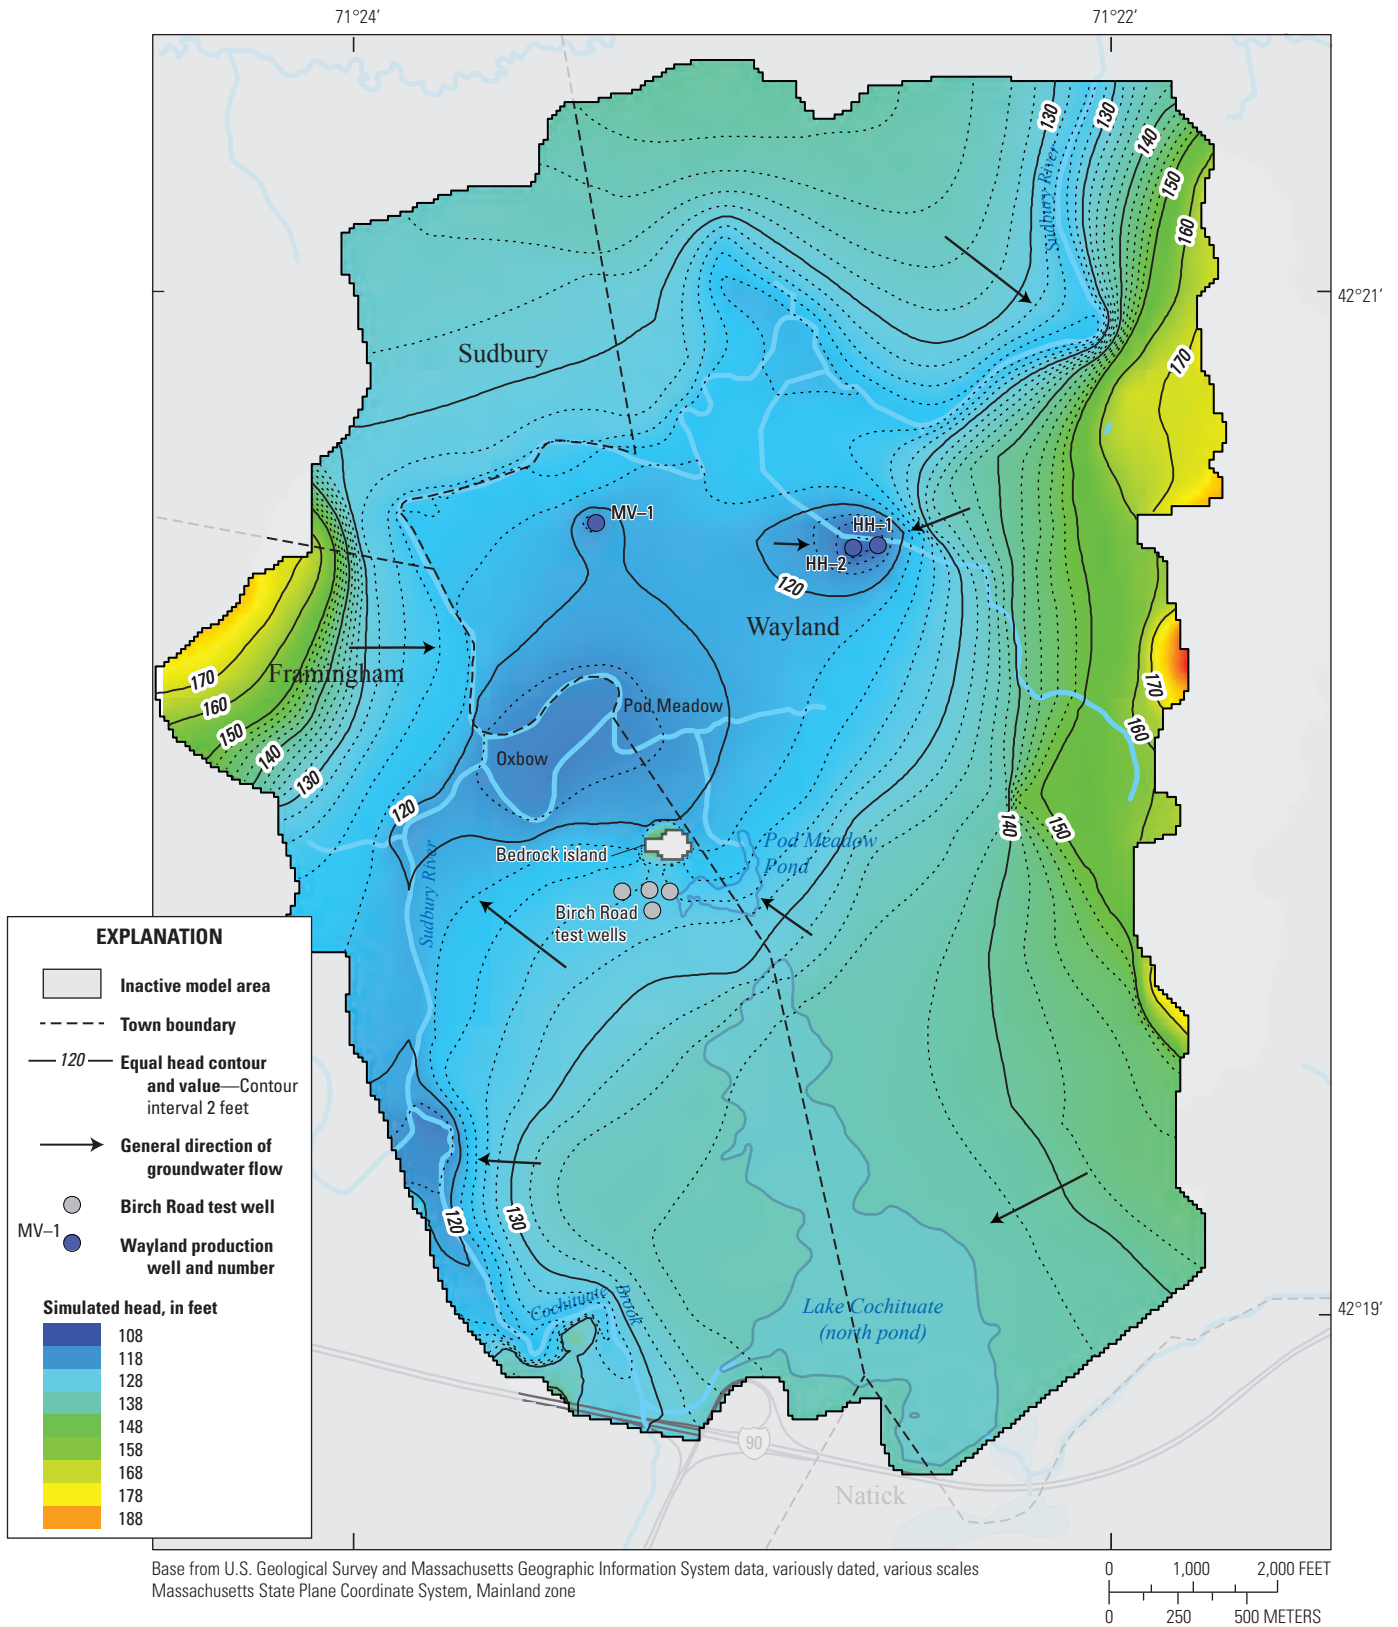 71°24′
71°22′
130
130
140
150
160
Sudbury River
42°21′
170
Sudbury
MV–1
HH–1
HH–2
120
Wayland
Framingham
170
160
150
140
130
170
160
Pod Meadow
Oxbow
120
140
150
Pod Meadow
Pond
Bedrock island
Sudbury River
Birch Road
test wells
120
130
Cochituate
Brook
Lake Cochituate
(north pond)
42°19′
90
Natick
EXPLANATION
Inactive model area
Town boundary
120
Equal head contour
and value—Contour
interval 2 feet
General direction of
groundwater flow
Birch Road test well
MV–1
Wayland production
well and number
Simulated head, in feet
108
118
128
138
148
158
168
178
188
Base from U.S. Geological Survey and Massachusetts Geographic Information System data, variously dated, various scales
Massachusetts State Plane Coordinate System, Mainland zone
0 1,000 2,000 FEET
0 250 500 METERS